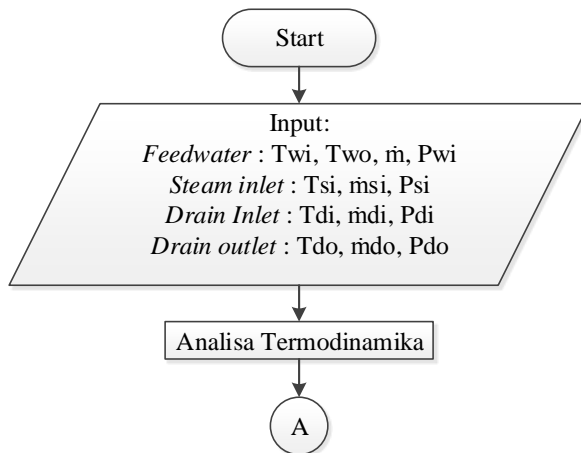 Start
Input:
Feedwater : Twi, Two, ṁ, Pwi
Steam inlet : Tsi, ṁsi, Psi
Drain Inlet : Tdi, ṁdi, Pdi
Drain outlet : Tdo, ṁdo, Pdo
Analisa Termodinamika
A